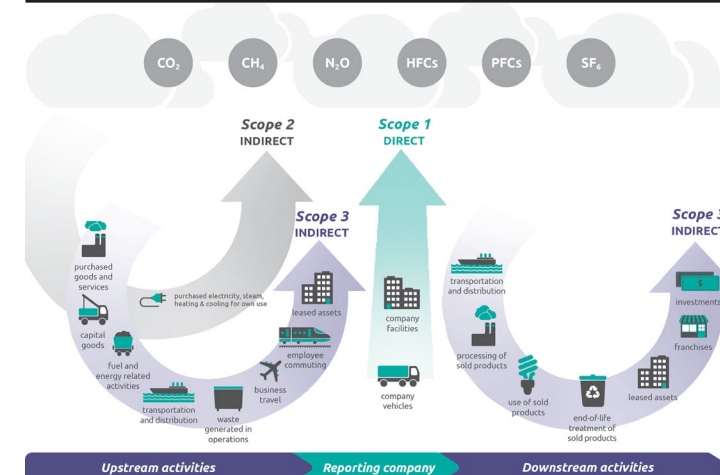 CO₂
CH₄
N₂O
HFCs
PFCs
SF₆
Scope 2
INDIRECT
Scope 1
DIRECT
Scope 3
INDIRECT
Scope 3
INDIRECT
purchased
goods and
services
capital
goods
fuel and
energy related
activities
transportation
and distribution
waste
generated in
operations
business
travel
employee
commuting
leased assets
purchased electricity, steam,
heating & cooling for own use
company
facilities
company
vehicles
transportation
and distribution
processing of
sold products
use of sold
products
end-of-life
treatment of
sold products
leased assets
franchises
investments
$
Upstream activities
Reporting company
Downstream activities